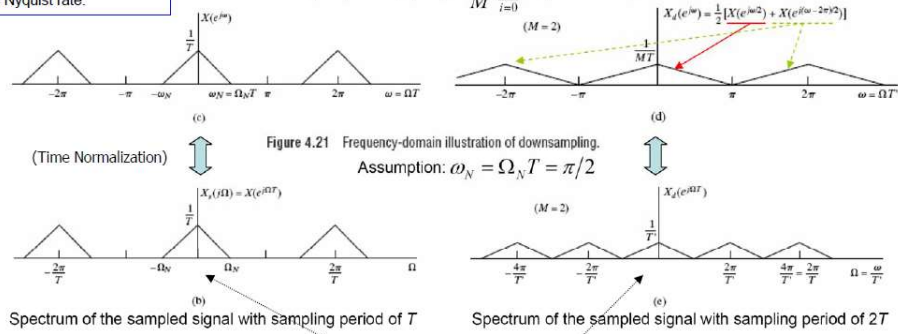 Nyquist rate.
M i=0
X(e^{jω})
(M = 2)
X_d(e^{jω}) = 1/2 [X(e^{jω/2}) + X(e^{j(ω-2π)/2})]
1/T
1/MT
-2π -π -ω_N ω_N = Ω_N T π 2π ω = ΩT
-2π -π π 2π ω = ΩT'
(c)
(d)
(Time Normalization)
Figure 4.21 Frequency-domain illustration of downsampling.
Assumption: ω_N = Ω_N T = π/2
X_s(jΩ) = X(e^{jΩT})
(M = 2)
X_d(e^{jΩT'})
1/T
1/T'
-2π/T -Ω_N Ω_N 2π/T Ω
-4π/T' -2π/T' 2π/T' 4π/T' = 2π/T Ω = ω/T'
(b)
(e)
Spectrum of the sampled signal with sampling period of T
Spectrum of the sampled signal with sampling period of 2T